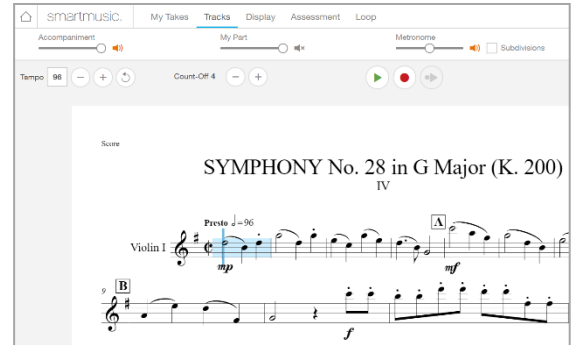 smartmusic. My Takes Tracks Display Assessment Loop
Accompaniment My Part Metronome
Subdivisions
Tempo 96 Count-Off 4
Score
SYMPHONY No. 28 in G Major (K. 200)
IV
Presto = 96
A
Violin I
mp mf
9 B
f